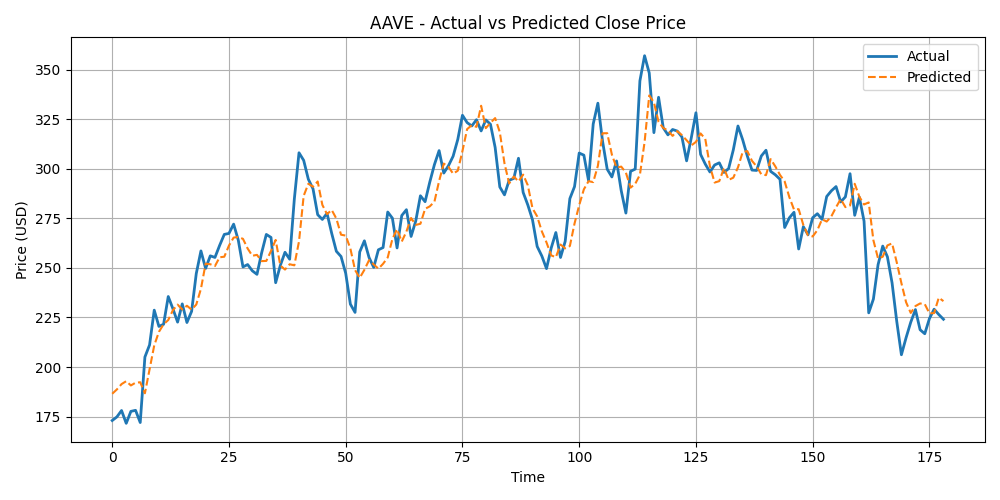 AAVE - Actual vs Predicted Close Price
Actual
Predicted
Price (USD)
350
325
300
275
250
225
200
175
0 25 50 75 100 125 150 175
Time